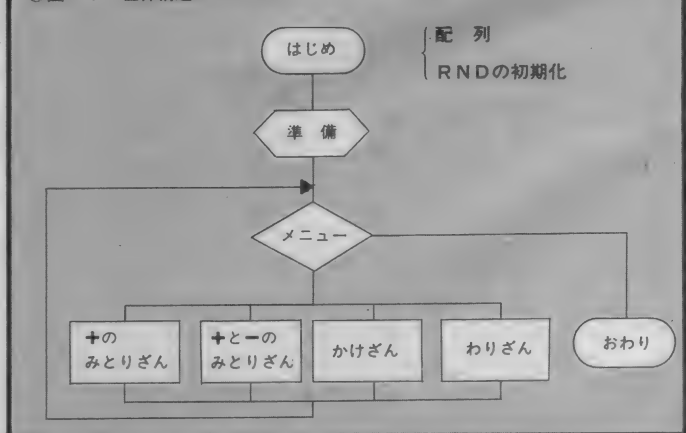 はじめ
配 列
RNDの初期化
準 備
メニュー
+の
みとりざん
+とーの
みとりざん
かけざん
わりざん
おわり